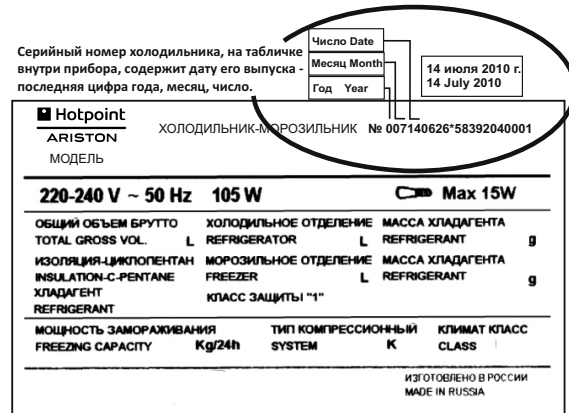 Серийный номер холодильника, на табличке
внутри прибора, содержит дату его выпуска -
последняя цифра года, месяц, число.
Число Date
Месяц Month
Год Year
14 июля 2010 г.
14 July 2010
Hotpoint
ARISTON
ХОЛОДИЛЬНИК-МОРОЗИЛЬНИК № 007140626*58392040001
МОДЕЛЬ
220-240 V ~ 50 Hz 105 W Max 15W
ОБЩИЙ ОБЪЕМ БРУТТО ХОЛОДИЛЬНОЕ ОТДЕЛЕНИЕ МАССА ХЛАДАГЕНТА
TOTAL GROSS VOL. L REFRIGERATOR L REFRIGERANT g
ИЗОЛЯЦИЯ-ЦИКЛОПЕНТАН МОРОЗИЛЬНОЕ ОТДЕЛЕНИЕ МАССА ХЛАДАГЕНТА
INSULATION-C-PENTANE FREEZER L REFRIGERANT g
ХЛАДАГЕНТ КЛАСС ЗАЩИТЫ "1"
REFRIGERANT
МОЩНОСТЬ ЗАМОРАЖИВАНИЯ ТИП КОМПРЕССИОННЫЙ КЛИМАТ КЛАСС
FREEZING CAPACITY Kg/24h SYSTEM K CLASS
ИЗГОТОВЛЕНО В РОССИИ
MADE IN RUSSIA